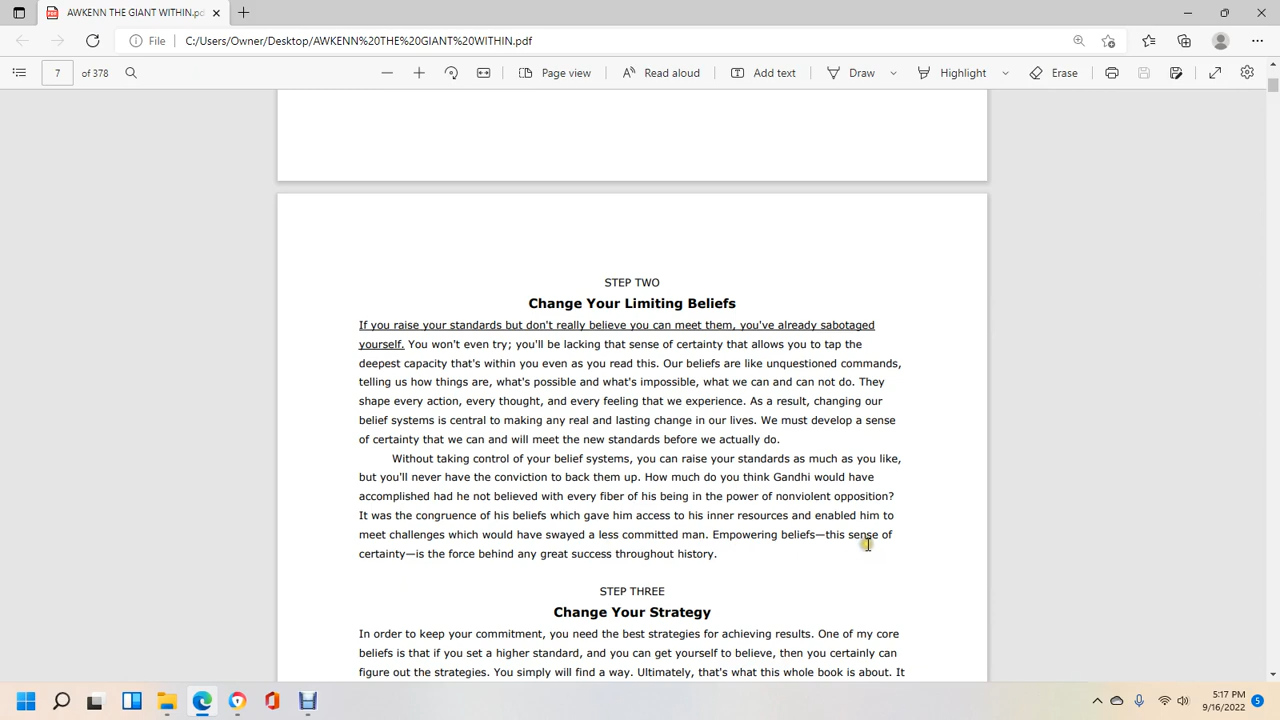 AWKENN THE GIANT WITHIN.pd
File
C:/Users/Owner/Desktop/AWKENN%20THE%20GIANT%20WITHIN.pdf
7 of 378
Page view
Read aloud
Add text
Draw
Highlight
Erase
STEP TWO
Change Your Limiting Beliefs
If you raise your standards but don't really believe you can meet them, you've already sabotaged
yourself. You won't even try; you'll be lacking that sense of certainty that allows you to tap the
deepest capacity that's within you even as you read this. Our beliefs are like unquestioned commands,
telling us how things are, what's possible and what's impossible, what we can and can not do. They
shape every action, every thought, and every feeling that we experience. As a result, changing our
belief systems is central to making any real and lasting change in our lives. We must develop a sense
of certainty that we can and will meet the new standards before we actually do.
Without taking control of your belief systems, you can raise your standards as much as you like,
but you'll never have the conviction to back them up. How much do you think Gandhi would have
accomplished had he not believed with every fiber of his being in the power of nonviolent opposition?
It was the congruence of his beliefs which gave him access to his inner resources and enabled him to
meet challenges which would have swayed a less committed man. Empowering beliefs—this sense of
certainty—is the force behind any great success throughout history.
STEP THREE
Change Your Strategy
In order to keep your commitment, you need the best strategies for achieving results. One of my core
beliefs is that if you set a higher standard, and you can get yourself to believe, then you certainly can
figure out the strategies. You simply will find a way. Ultimately, that's what this whole book is about. It
5:17 PM
9/16/2022
5